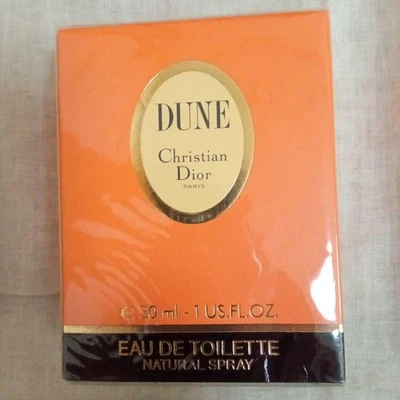 DUNE
Christian
Dior
PARIS
℮ 30 ml - 1 US.FL.OZ.
EAU DE TOILETTE
NATURAL SPRAY